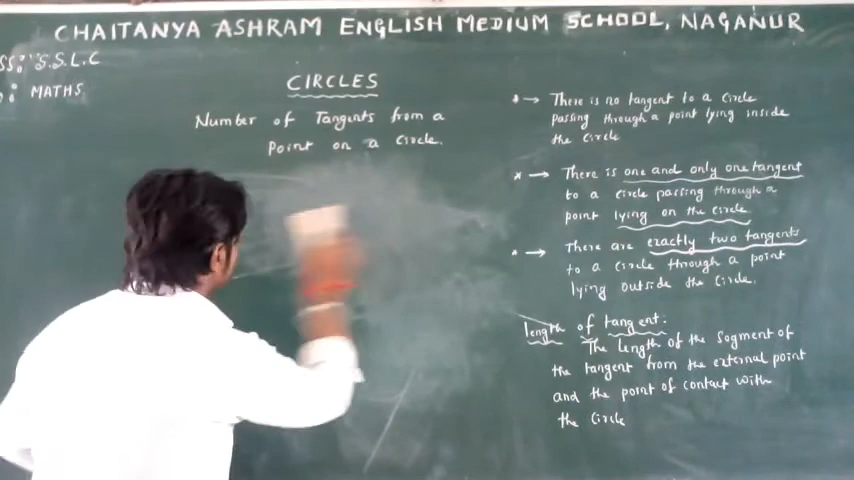 CHAITANYA ASHRAM ENGLISH MEDIUM SCHOOL, NAGANUR
SS: S.S.L.C
: MATHS
CIRCLES
Number of Tangents from a
Point on a Circle.
* → There is no tangent to a circle
passing through a point lying inside
the circle
* → There is one and only one tangent
to a circle passing through a
point lying on the circle
* → There are exactly two tangents
to a circle through a point
lying outside the circle.
length of tangent:
The length of the segment of
the tangent from the external point
and the point of contact with
the circle